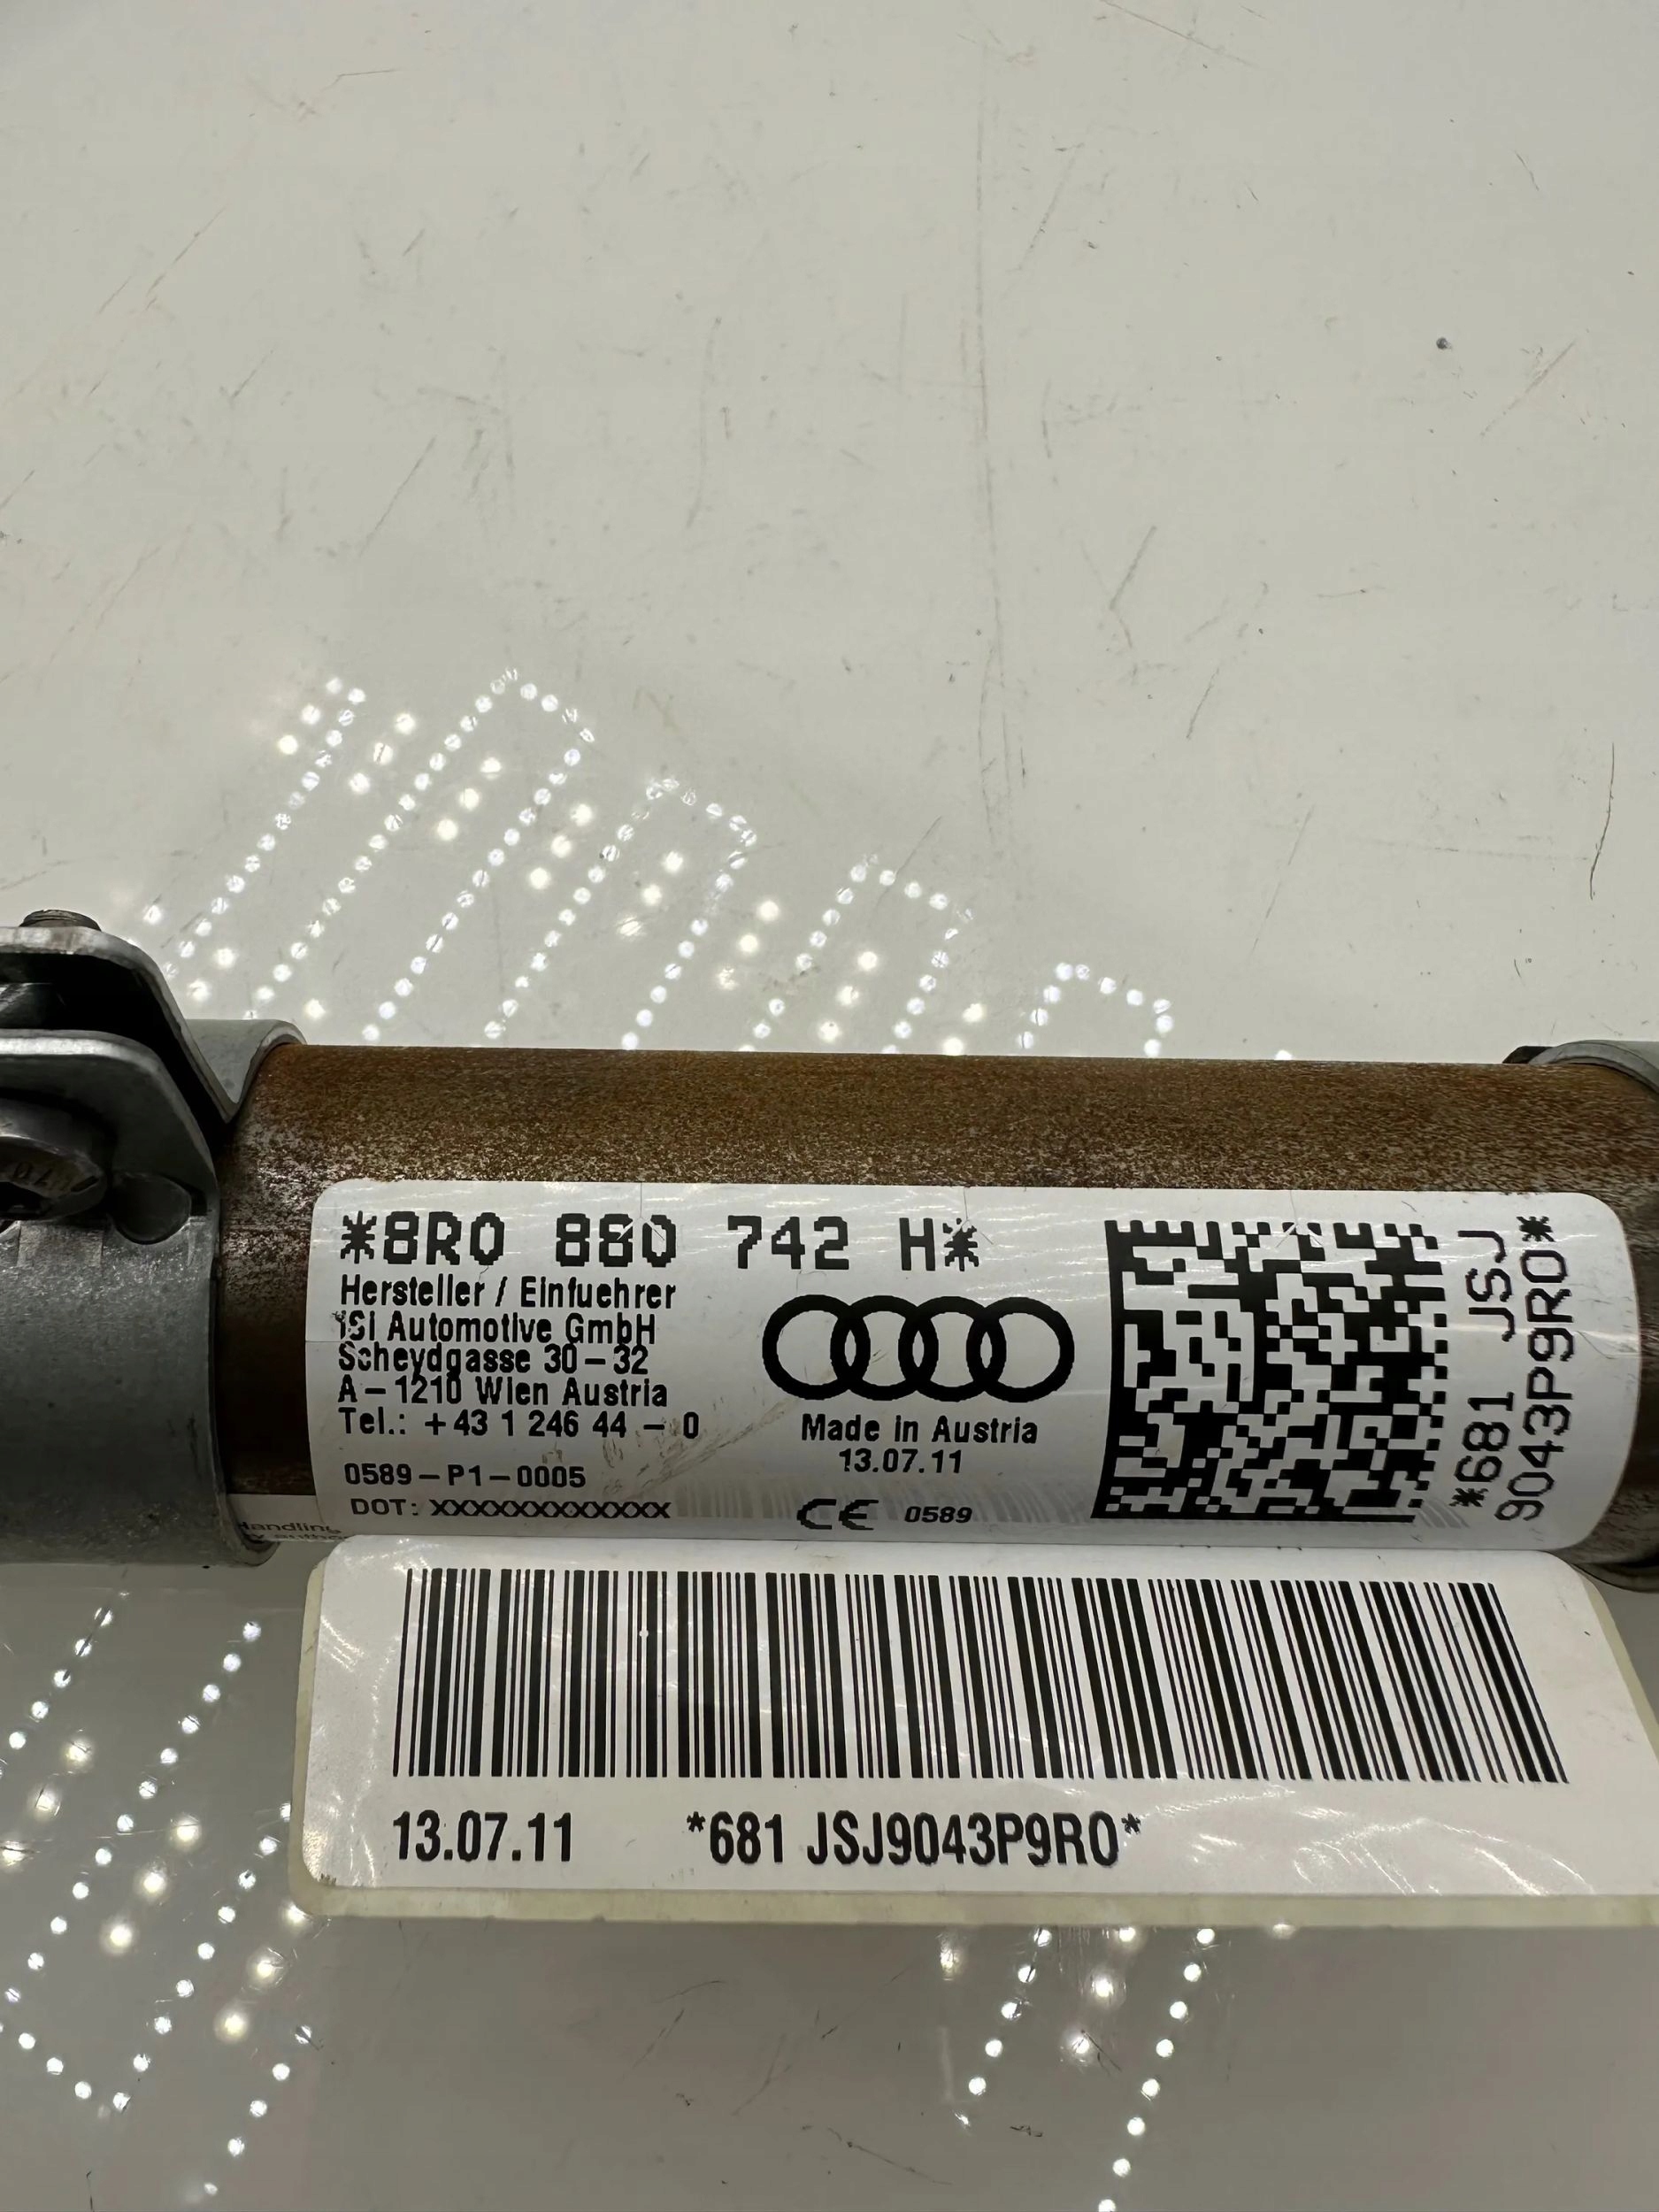 *8R0 880 742 H*
Hersteller / Einfuehrer
iSi Automotive GmbH
Scheydgasse 30-32
A-1210 Wien Austria
Tel.: +43 1 246 44 - 0
0589-P1-0005
DOT: XXXXXXXXXXXXX
Made in Austria
13.07.11
CE 0589
*681 JSJ
9043P9R0*
13.07.11 *681 JSJ9043P9R0*